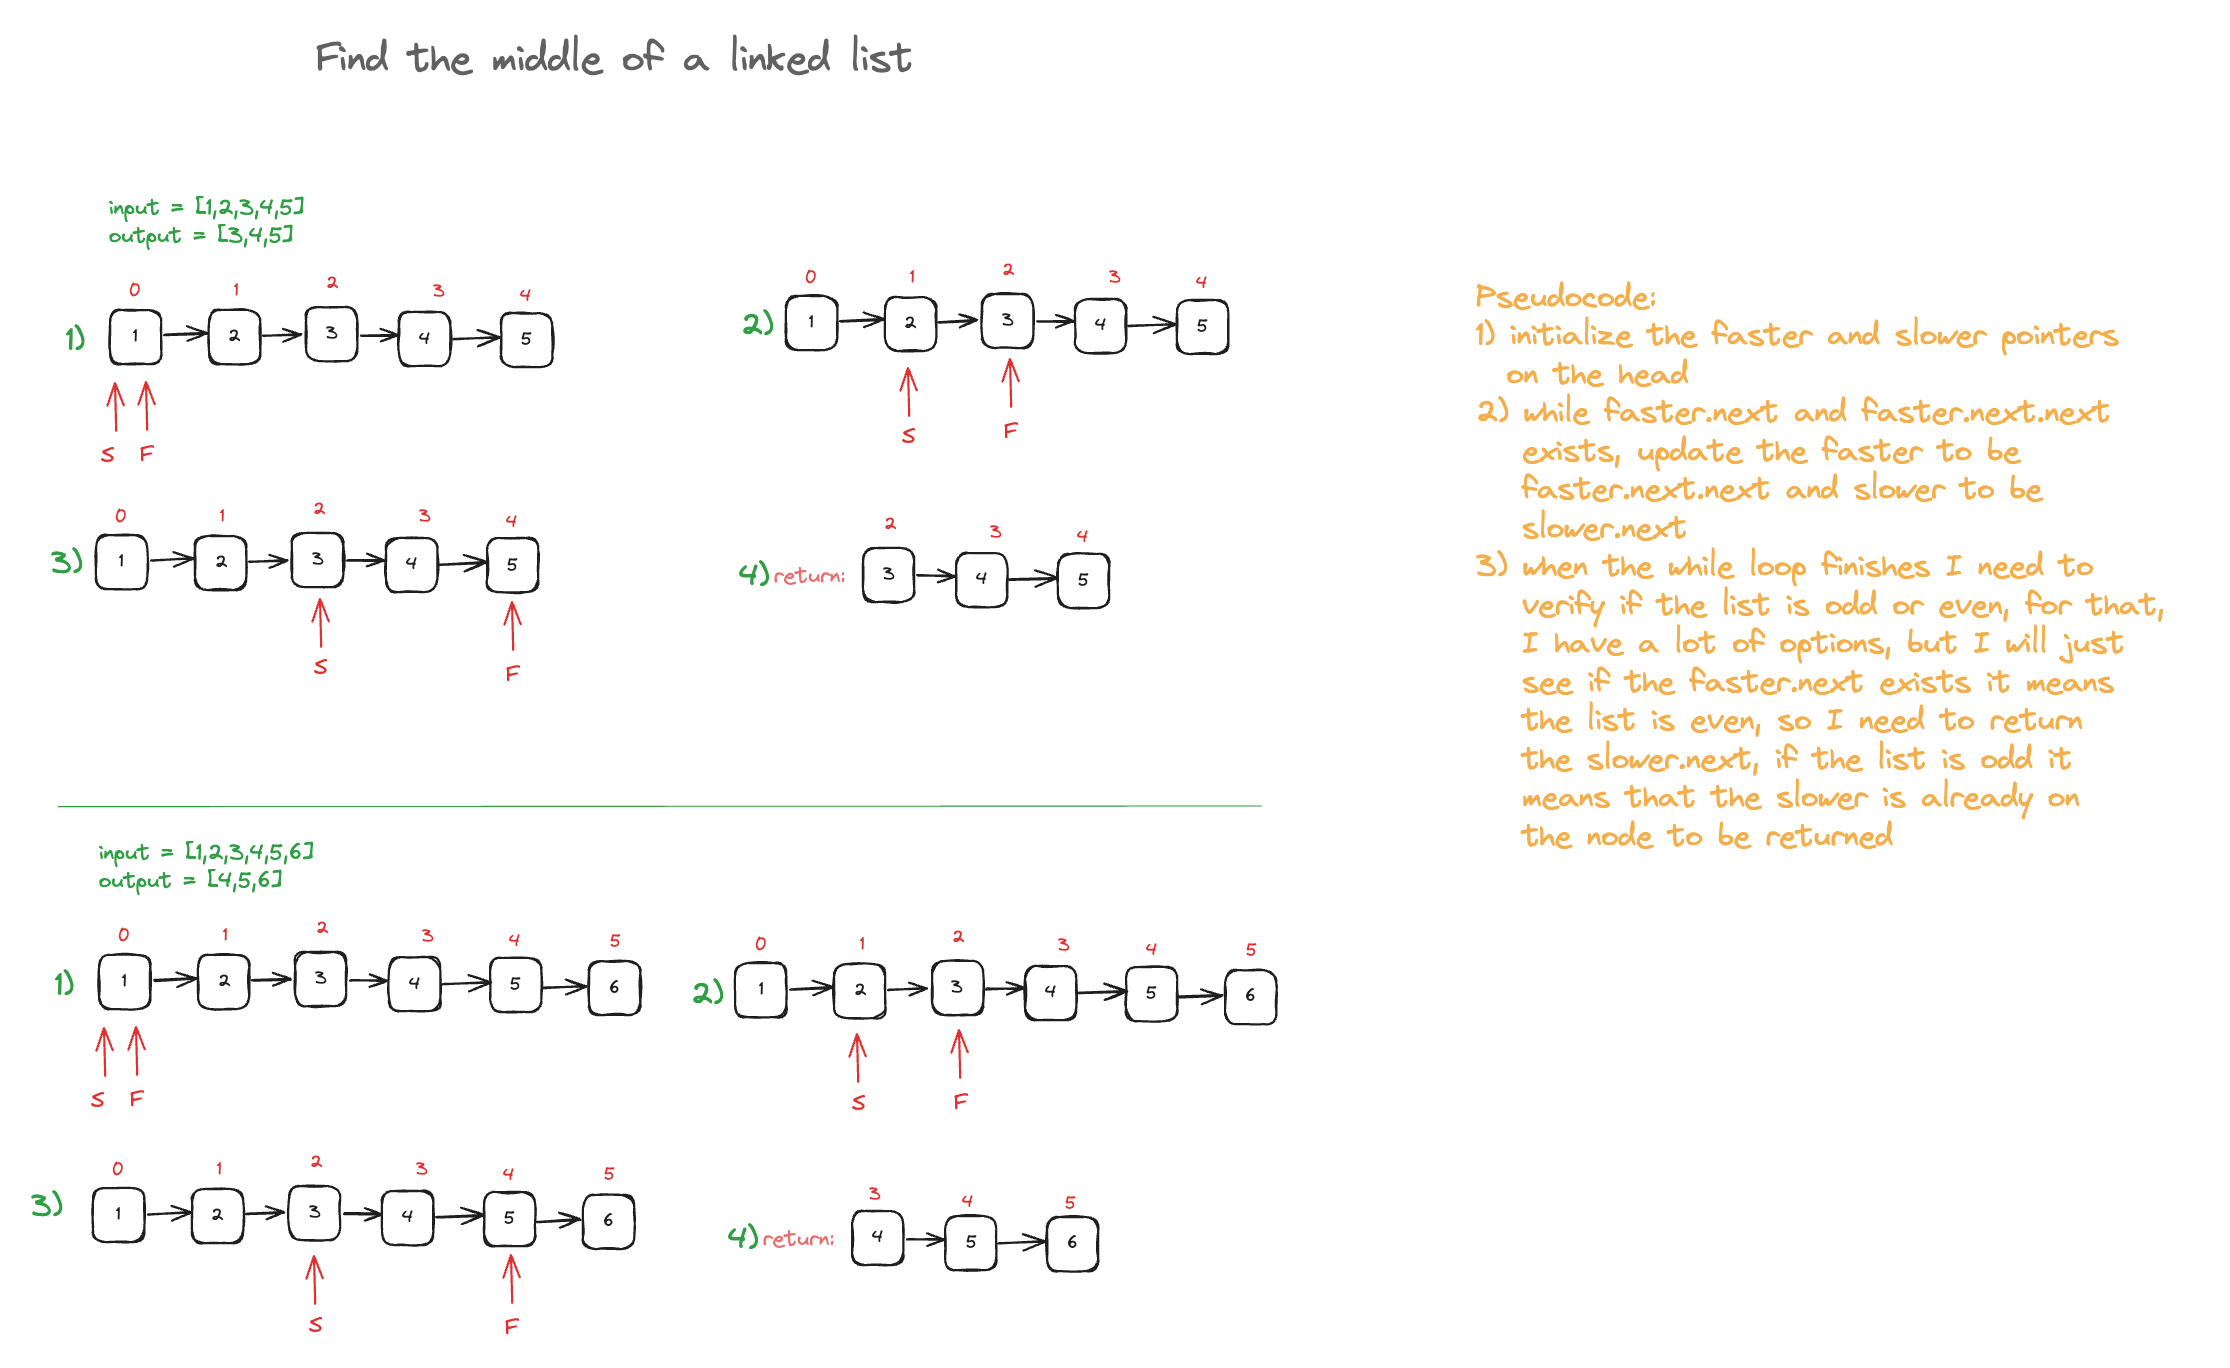 Find the middle of a linked list
input = [1,2,3,4,5]
output = [3,4,5]
0 1 2 3 4
1) 1 2 3 4 5
S F
0 1 2 3 4
2) 1 2 3 4 5
S F
0 1 2 3 4
3) 1 2 3 4 5
S F
2 3 4
4) return: 3 4 5
input = [1,2,3,4,5,6]
output = [4,5,6]
0 1 2 3 4 5
1) 1 2 3 4 5 6
S F
0 1 2 3 4 5
2) 1 2 3 4 5 6
S F
0 1 2 3 4 5
3) 1 2 3 4 5 6
S F
3 4 5
4) return: 4 5 6
Pseudocode:
1) initialize the faster and slower pointers
on the head
2) while faster.next and faster.next.next
exists, update the faster to be
faster.next.next and slower to be
slower.next
3) when the while loop finishes I need to
verify if the list is odd or even, for that,
I have a lot of options, but I will just
see if the faster.next exists it means
the list is even, so I need to return
the slower.next, if the list is odd it
means that the slower is already on
the node to be returned